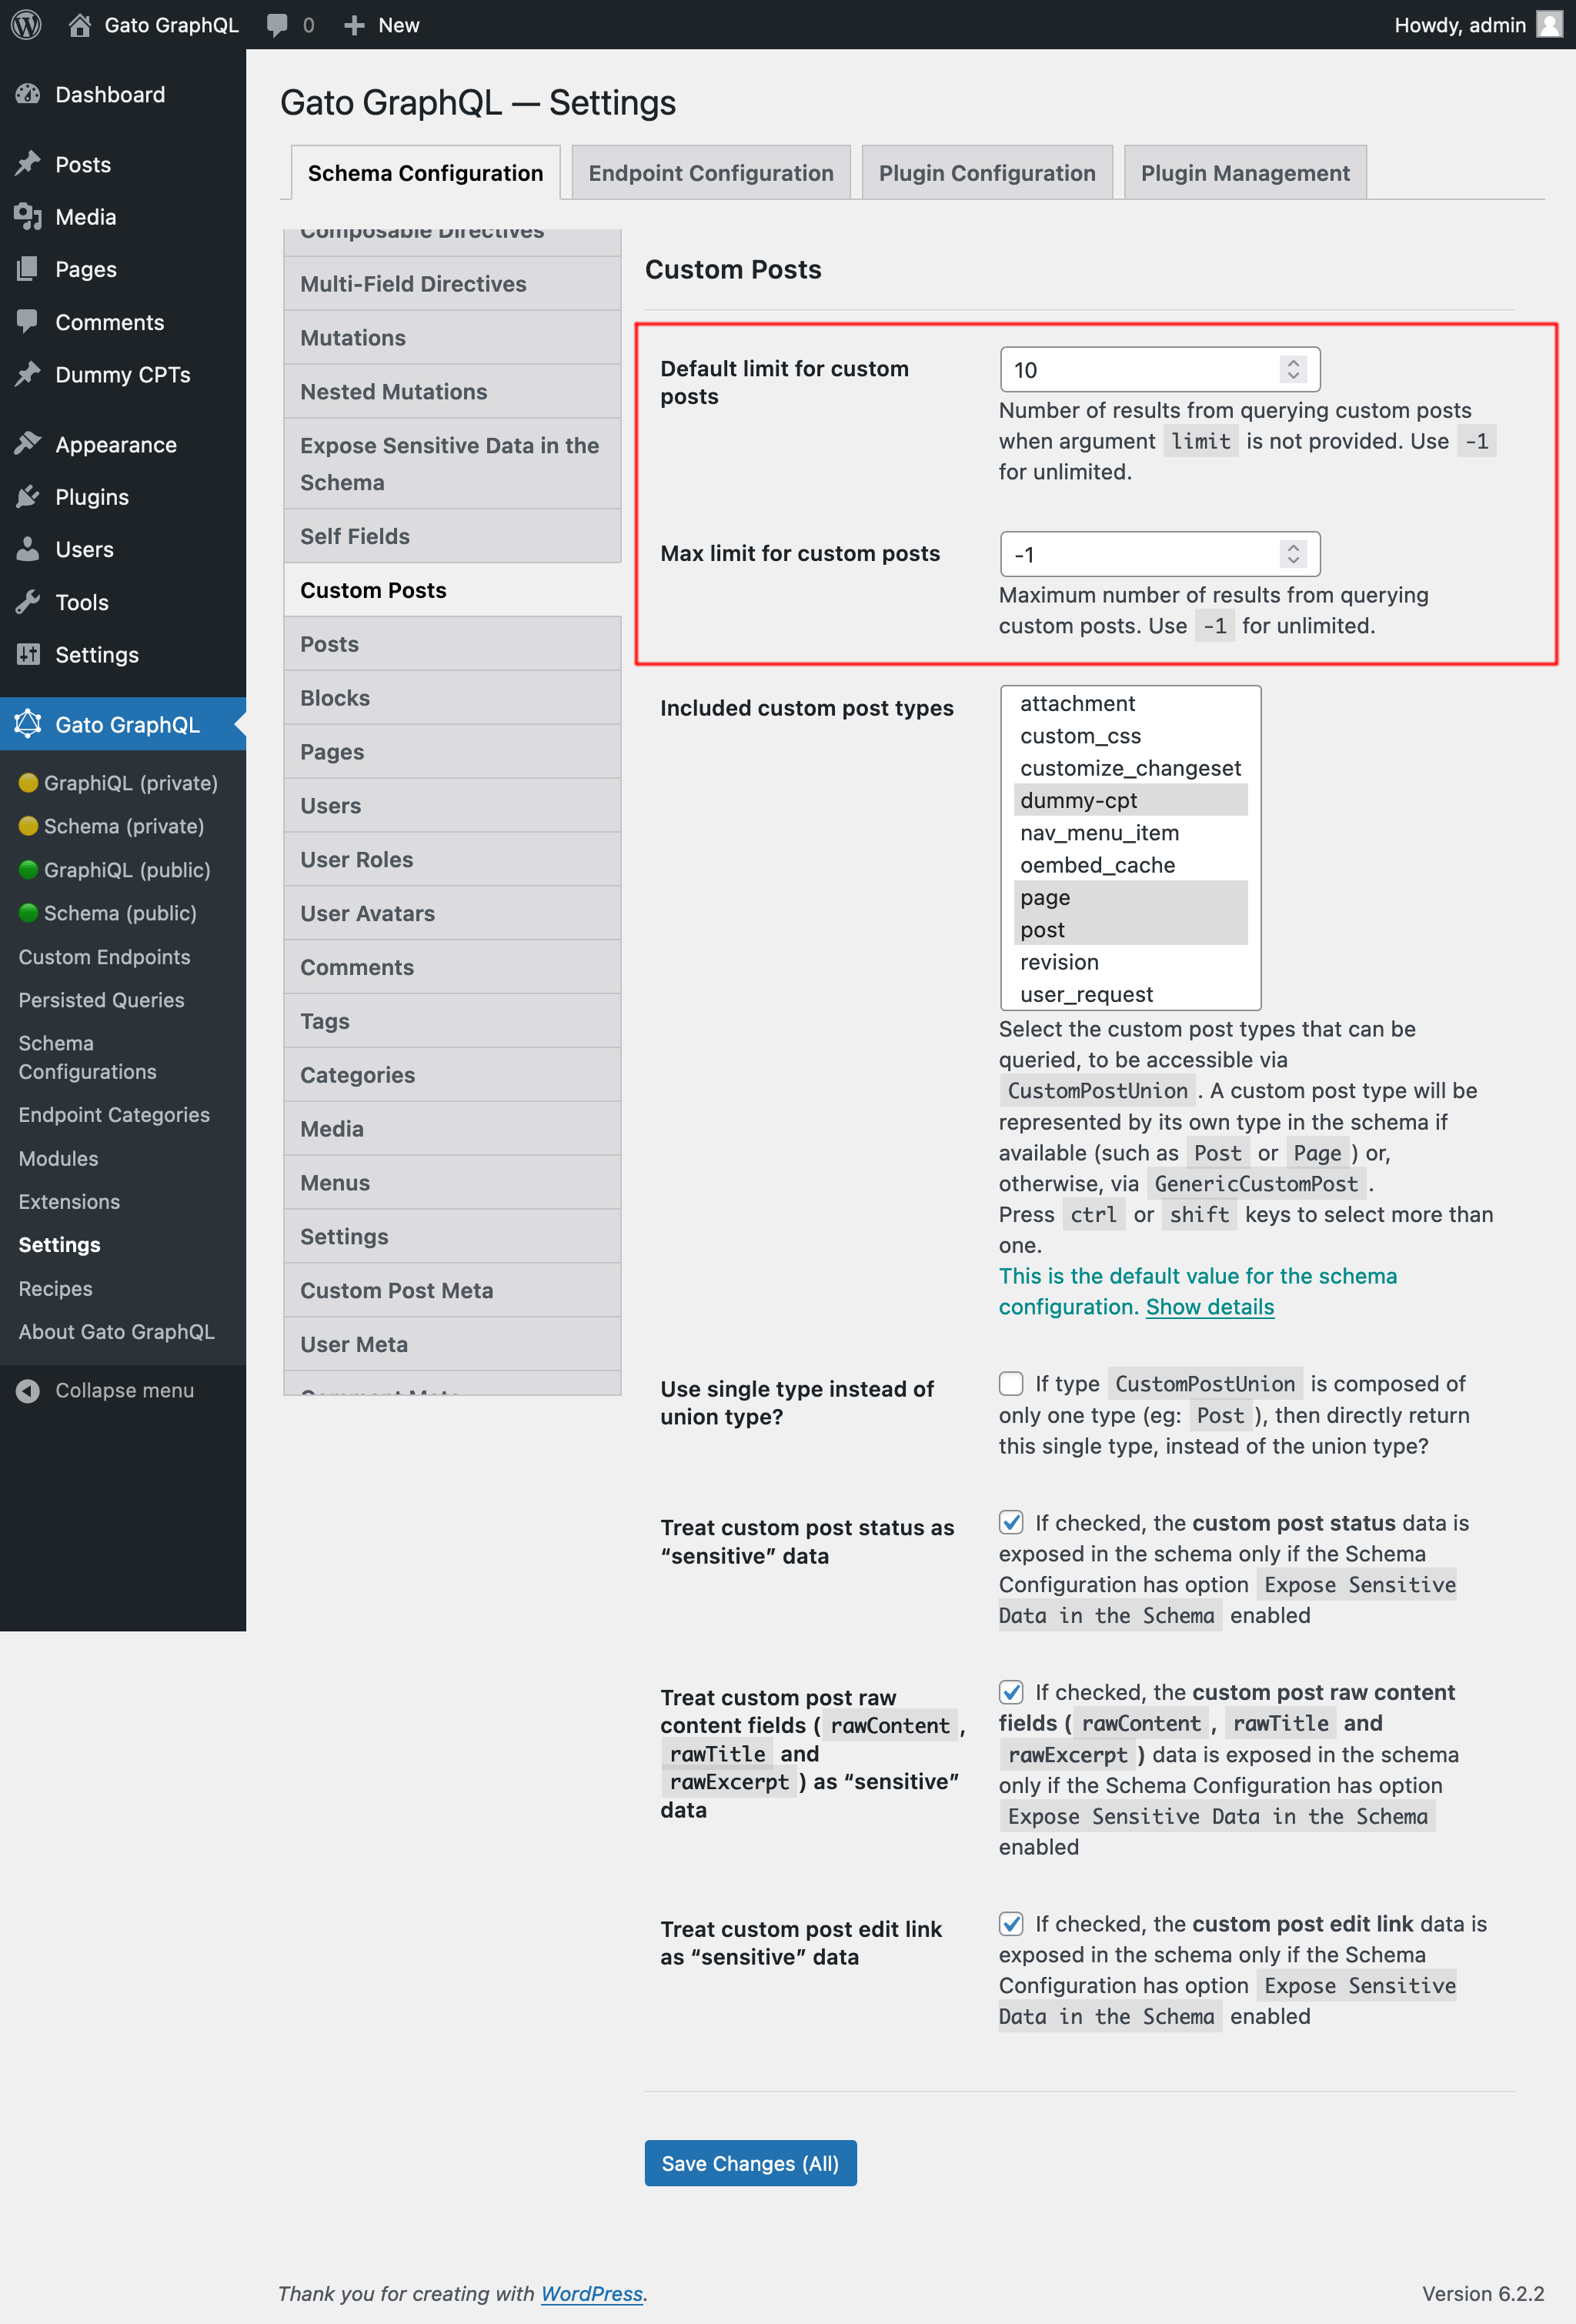 Gato GraphQL 0 New Howdy, admin
Dashboard
Posts
Media
Pages
Comments
Dummy CPTs
Appearance
Plugins
Users
Tools
Settings
Gato GraphQL
GraphiQL (private)
Schema (private)
GraphiQL (public)
Schema (public)
Custom Endpoints
Persisted Queries
Schema
Configurations
Endpoint Categories
Modules
Extensions
Settings
Recipes
About Gato GraphQL
Collapse menu
Gato GraphQL — Settings
Schema Configuration
Endpoint Configuration
Plugin Configuration
Plugin Management
Composable Directives
Multi-Field Directives
Mutations
Nested Mutations
Expose Sensitive Data in the
Schema
Self Fields
Custom Posts
Posts
Blocks
Pages
Users
User Roles
User Avatars
Comments
Tags
Categories
Media
Menus
Settings
Custom Post Meta
User Meta
Comment Meta
Custom Posts
Default limit for custom
posts
10
Number of results from querying custom posts
when argument limit is not provided. Use -1
for unlimited.
Max limit for custom posts
-1
Maximum number of results from querying
custom posts. Use -1 for unlimited.
Included custom post types
attachment
custom_css
customize_changeset
dummy-cpt
nav_menu_item
oembed_cache
page
post
revision
user_request
Select the custom post types that can be
queried, to be accessible via
CustomPostUnion . A custom post type will be
represented by its own type in the schema if
available (such as Post or Page ) or,
otherwise, via GenericCustomPost .
Press ctrl or shift keys to select more than
one.
This is the default value for the schema
configuration. Show details
Use single type instead of
union type?
If type CustomPostUnion is composed of
only one type (eg: Post ), then directly return
this single type, instead of the union type?
Treat custom post status as
“sensitive” data
If checked, the custom post status data is
exposed in the schema only if the Schema
Configuration has option Expose Sensitive
Data in the Schema enabled
Treat custom post raw
content fields ( rawContent ,
rawTitle and
rawExcerpt ) as “sensitive”
data
If checked, the custom post raw content
fields ( rawContent , rawTitle and
rawExcerpt ) data is exposed in the schema
only if the Schema Configuration has option
Expose Sensitive Data in the Schema
enabled
Treat custom post edit link
as “sensitive” data
If checked, the custom post edit link data is
exposed in the schema only if the Schema
Configuration has option Expose Sensitive
Data in the Schema enabled
Save Changes (All)
Thank you for creating with WordPress.
Version 6.2.2